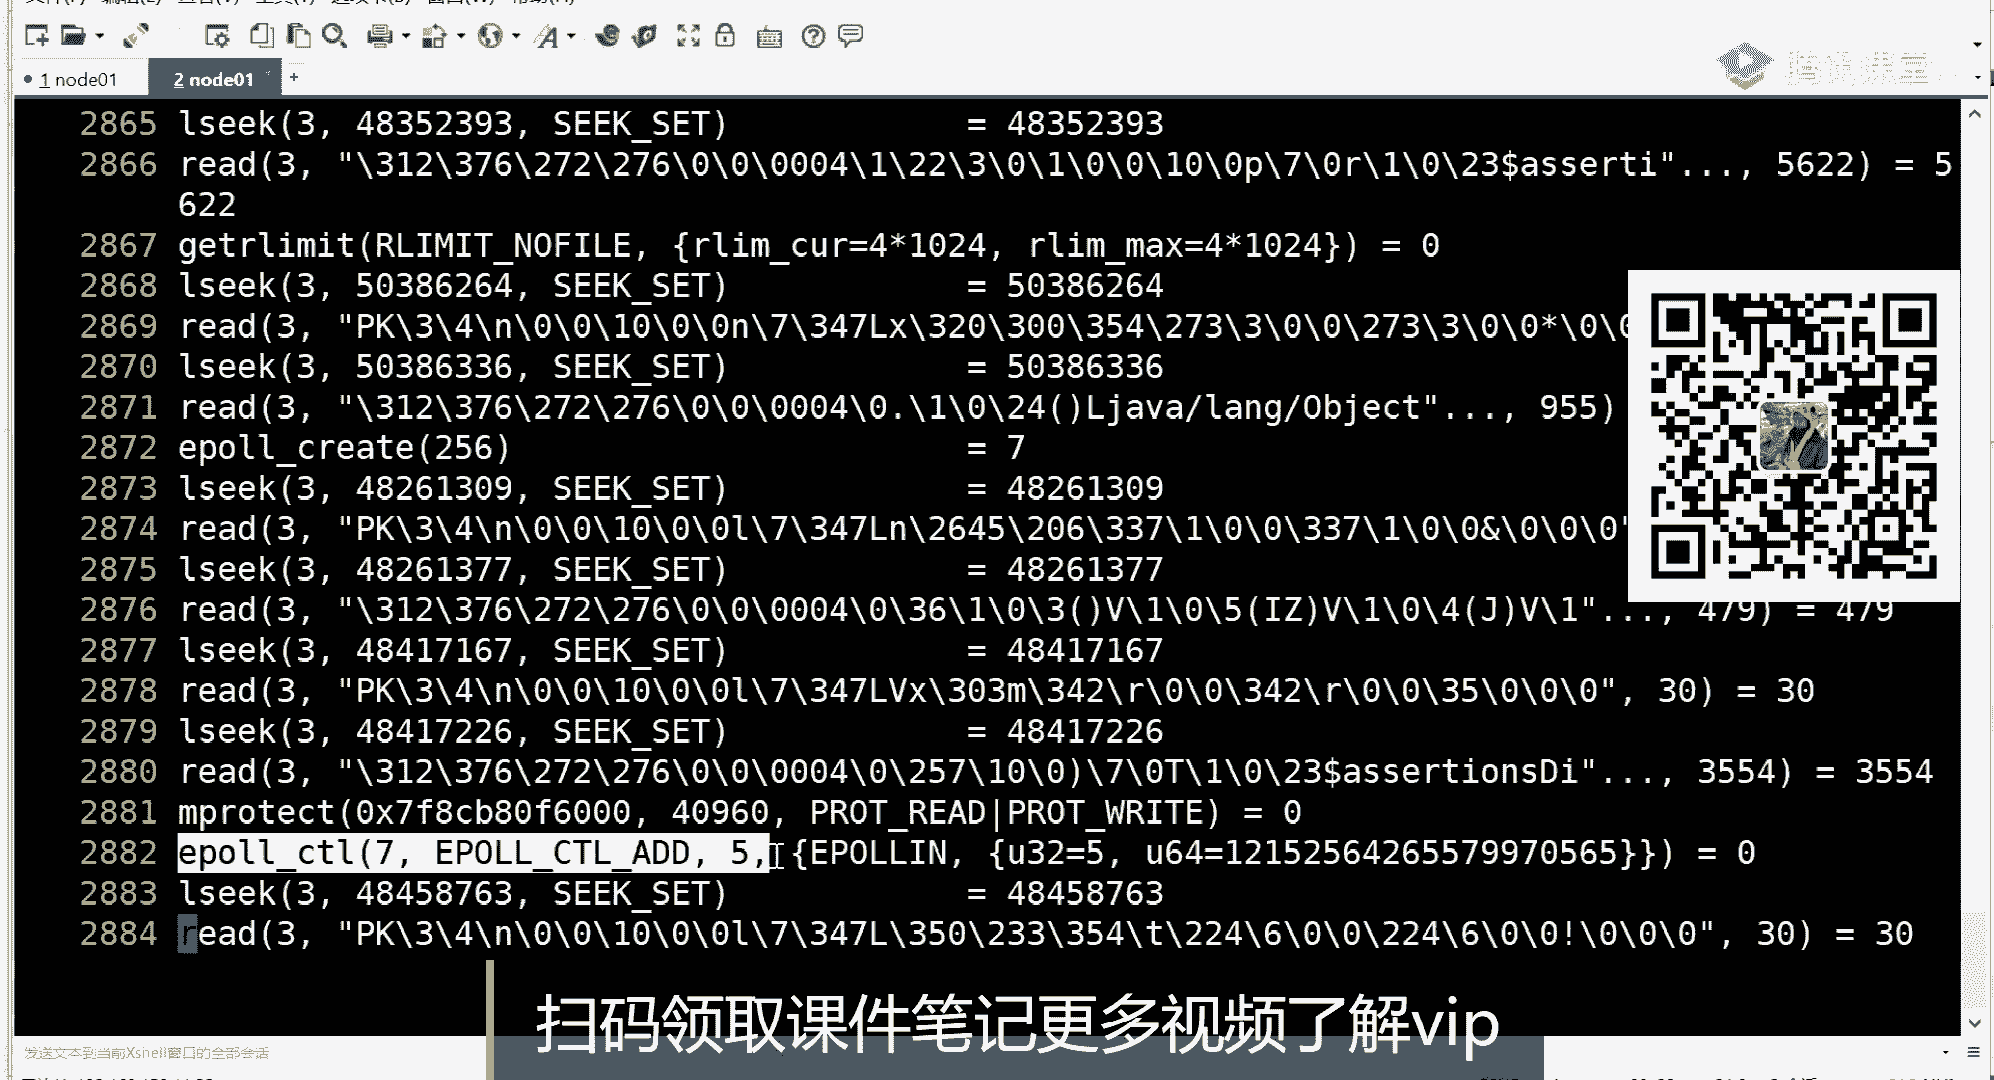 1 node01
2 node01
+
2865 lseek(3, 48352393, SEEK_SET) = 48352393
2866 read(3, "\312\376\272\276\0\0\0004\1\22\3\0\1\0\0\10\0p\7\0r\1\0\23$asserti"..., 5622) = 5
622
2867 getrlimit(RLIMIT_NOFILE, {rlim_cur=4*1024, rlim_max=4*1024}) = 0
2868 lseek(3, 50386264, SEEK_SET) = 50386264
2869 read(3, "PK\3\4\n\0\0\10\0\0n\7\347Lx\320\300\354\273\3\0\0\273\3\0\0*\0\0
2870 lseek(3, 50386336, SEEK_SET) = 50386336
2871 read(3, "\312\376\272\276\0\0\0004\0.\1\0\24()Ljava/lang/Object"..., 955)
2872 epoll_create(256) = 7
2873 lseek(3, 48261309, SEEK_SET) = 48261309
2874 read(3, "PK\3\4\n\0\0\10\0\0l\7\347Ln\2645\206\337\1\0\0\337\1\0\0&\0\0\0"
2875 lseek(3, 48261377, SEEK_SET) = 48261377
2876 read(3, "\312\376\272\276\0\0\0004\0\36\1\0\3()V\1\0\5(IZ)V\1\0\4(J)V\1"..., 479) = 479
2877 lseek(3, 48417167, SEEK_SET) = 48417167
2878 read(3, "PK\3\4\n\0\0\10\0\0l\7\347LVx\303m\342\r\0\0\342\r\0\0\35\0\0\0", 30) = 30
2879 lseek(3, 48417226, SEEK_SET) = 48417226
2880 read(3, "\312\376\272\276\0\0\0004\0\257\10\0)\7\0T\1\0\23$assertionsDi"..., 3554) = 3554
2881 mprotect(0x7f8cb80f6000, 40960, PROT_READ|PROT_WRITE) = 0
2882 epoll_ctl(7, EPOLL_CTL_ADD, 5, {EPOLLIN, {u32=5, u64=12152564265579970565}}) = 0
2883 lseek(3, 48458763, SEEK_SET) = 48458763
2884 read(3, "PK\3\4\n\0\0\10\0\0l\7\347L\350\233\354\t\224\6\0\0\224\6\0\0!\0\0\0", 30) = 30
扫码领取课件笔记更多视频了解vip
发送文本到当前Xshell窗口的全部会话